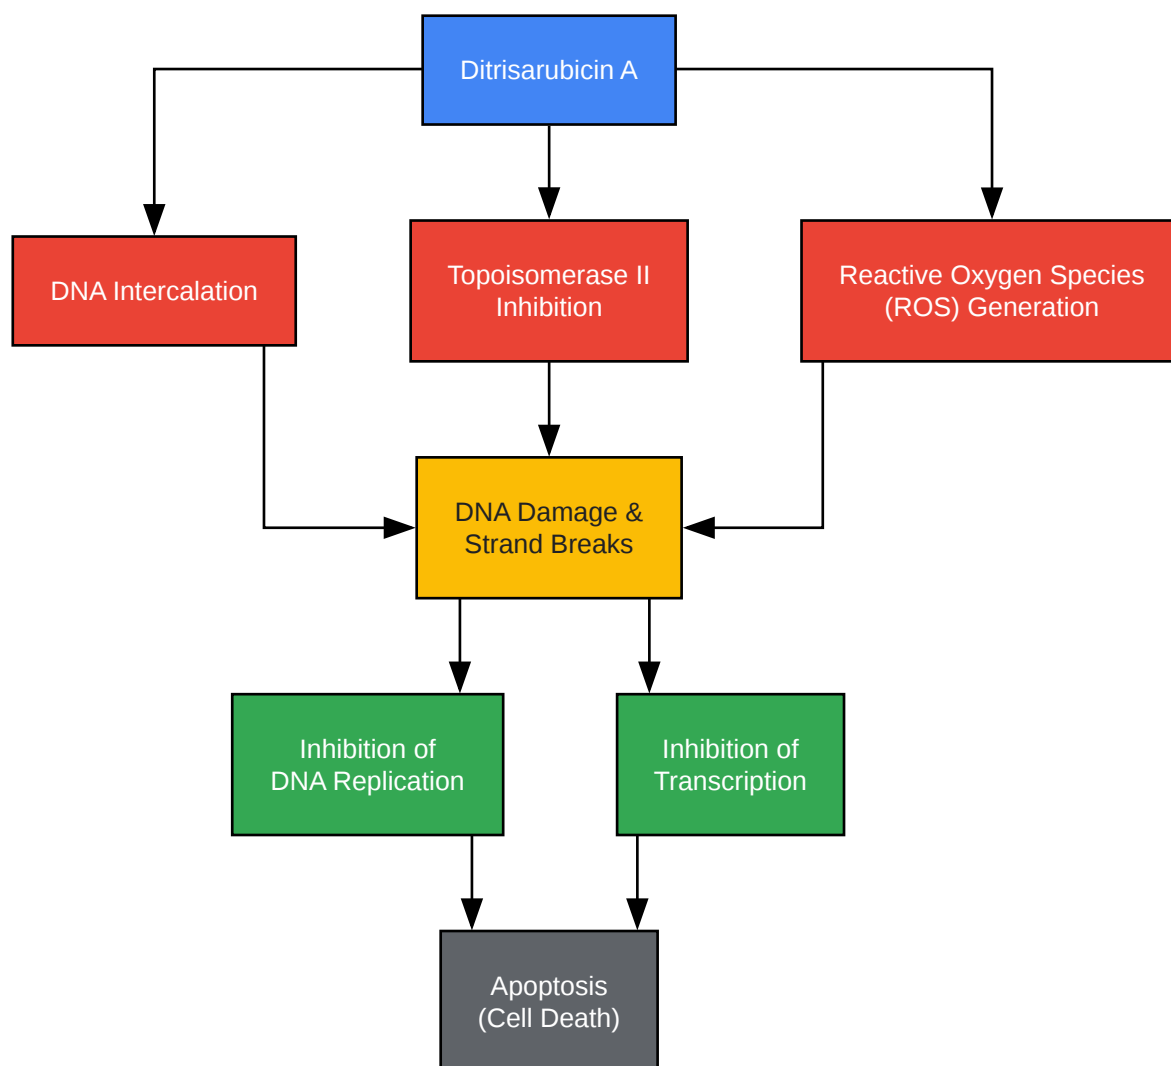 Ditrisarubicin A
DNA Intercalation
Topoisomerase II
Inhibition
Reactive Oxygen Species
(ROS) Generation
DNA Damage &
Strand Breaks
Inhibition of
DNA Replication
Inhibition of
Transcription
Apoptosis
(Cell Death)